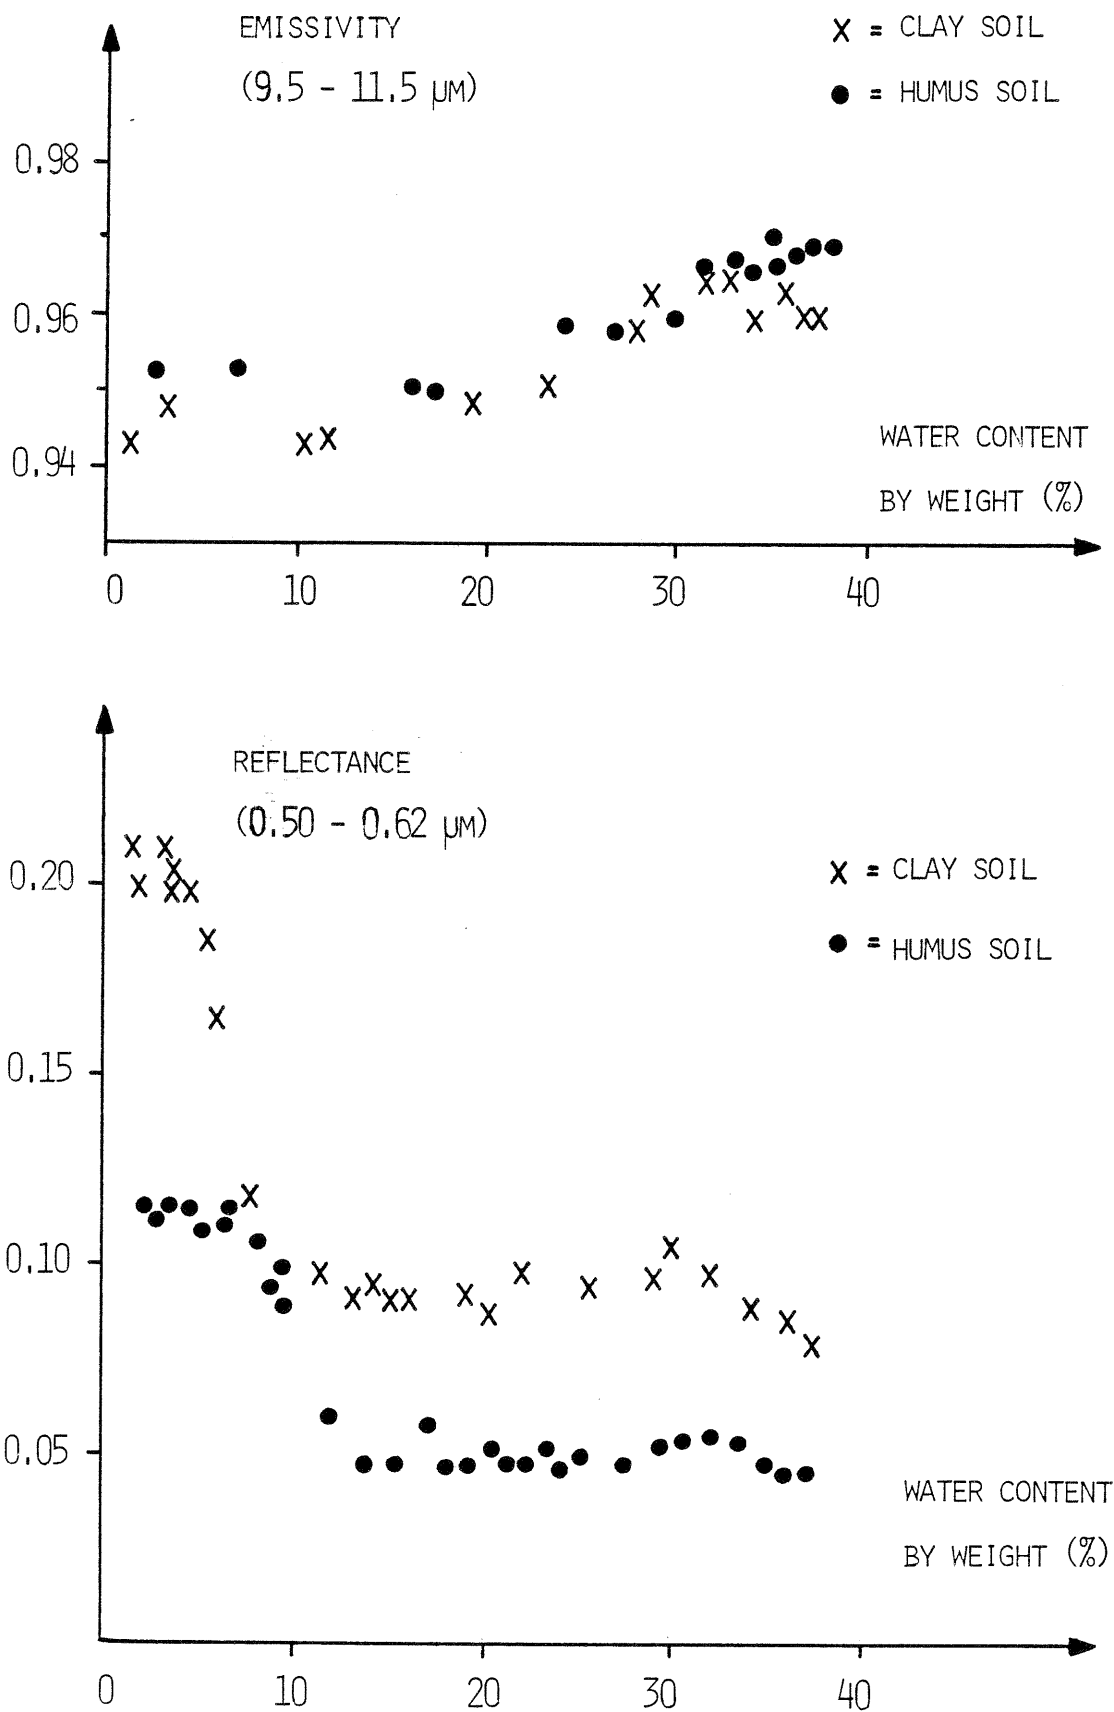 EMISSIVITY
(9.5 - 11.5 µM)
X = CLAY SOIL
● = HUMUS SOIL
0.98
0.96
0.94
WATER CONTENT
BY WEIGHT (%)
0 10 20 30 40
REFLECTANCE
(0.50 - 0.62 µM)
X = CLAY SOIL
● = HUMUS SOIL
0.20
0.15
0.10
0.05
WATER CONTENT
BY WEIGHT (%)
0 10 20 30 40